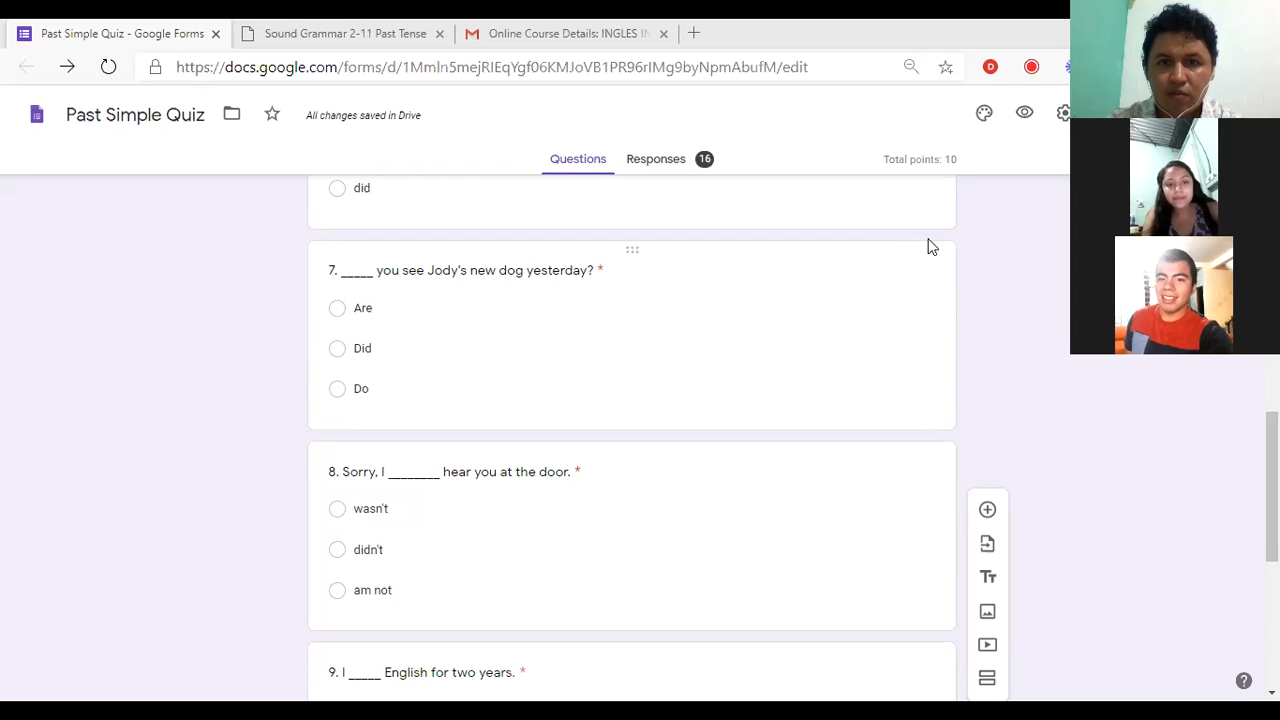 Past Simple Quiz - Google Forms
Sound Grammar 2-11 Past Tense
Online Course Details: INGLES IN
https://docs.google.com/forms/d/1MmIn5mejRIEqYgf06KMJoVB1PR96rIMg9byNpmAbufM/edit
Past Simple Quiz
All changes saved in Drive
Questions
Responses 16
Total points: 10
did
7. _____ you see Jody's new dog yesterday? *
Are
Did
Do
8. Sorry, I ________ hear you at the door. *
wasn't
didn't
am not
9. I _____ English for two years. *